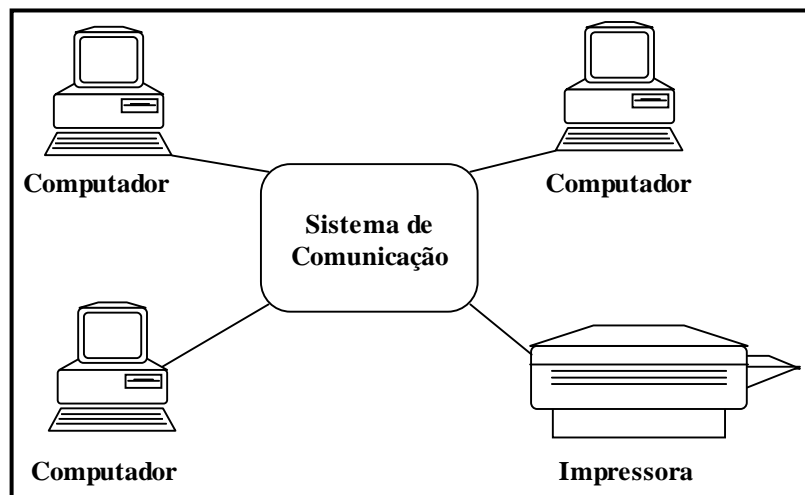 Computador
Computador
Sistema de
Comunicação
Computador
Impressora